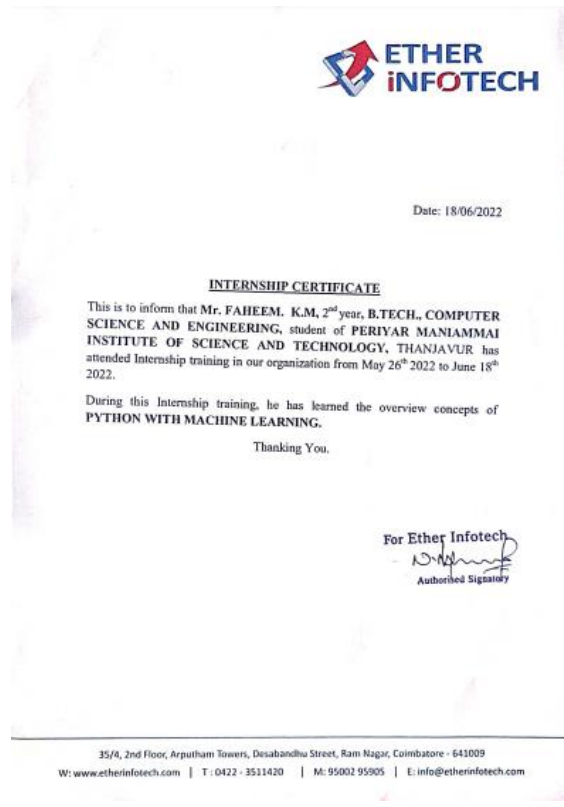 ETHER
iNFOTECH
Date: 18/06/2022
INTERNSHIP CERTIFICATE
This is to inform that Mr. FAHEEM. K.M, 2nd year, B.TECH., COMPUTER
SCIENCE AND ENGINEERING, student of PERIYAR MANIAMMAI
INSTITUTE OF SCIENCE AND TECHNOLOGY, THANJAVUR has
attended Internship training in our organization from May 26th 2022 to June 18th
2022.
During this Internship training, he has learned the overview concepts of
PYTHON WITH MACHINE LEARNING.
Thanking You.
For Ether Infotech
Authorised Signatory
35/4, 2nd Floor, Arputham Towers, Desabandhu Street, Ram Nagar, Coimbatore - 641009
W: www.etherinfotech.com | T : 0422 - 3511420 | M: 95002 95905 | E: info@etherinfotech.com